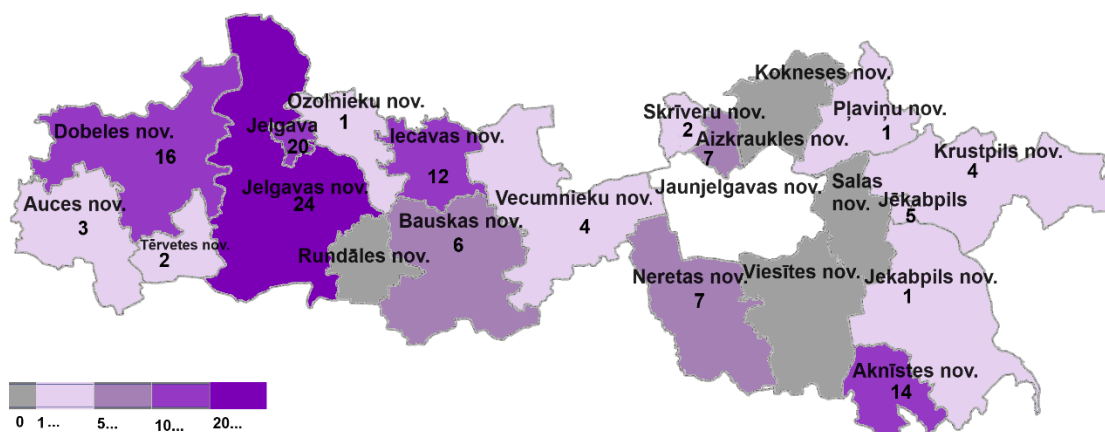 Kokneses nov.
Ozolnieku nov.
1
Skrīveru nov.
2
Pļaviņu nov.
1
Dobeles nov.
16
Jelgava
20
Iecavas nov.
12
Aizkraukles nov.
7
Krustpils nov.
4
Jelgavas nov.
24
Jaunjelgavas nov.
Salas
nov.
Jēkabpils
5
Auces nov.
3
Vecumnieku nov.
4
Bauskas nov.
6
Tērvetes nov.
2
Rundāles nov.
Neretas nov.
7
Viesītes nov.
Jekabpils nov.
1
Aknīstes nov.
14
0 1... 5... 10... 20...